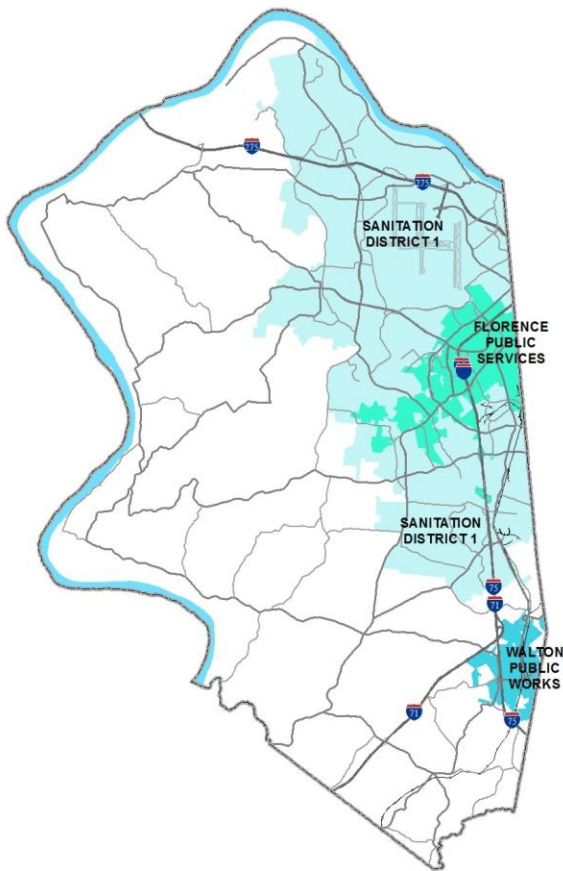 275
275
SANITATION
DISTRICT 1
FLORENCE
PUBLIC
SERVICES
SANITATION
DISTRICT 1
75
71
WALTON
PUBLIC
WORKS
71
75